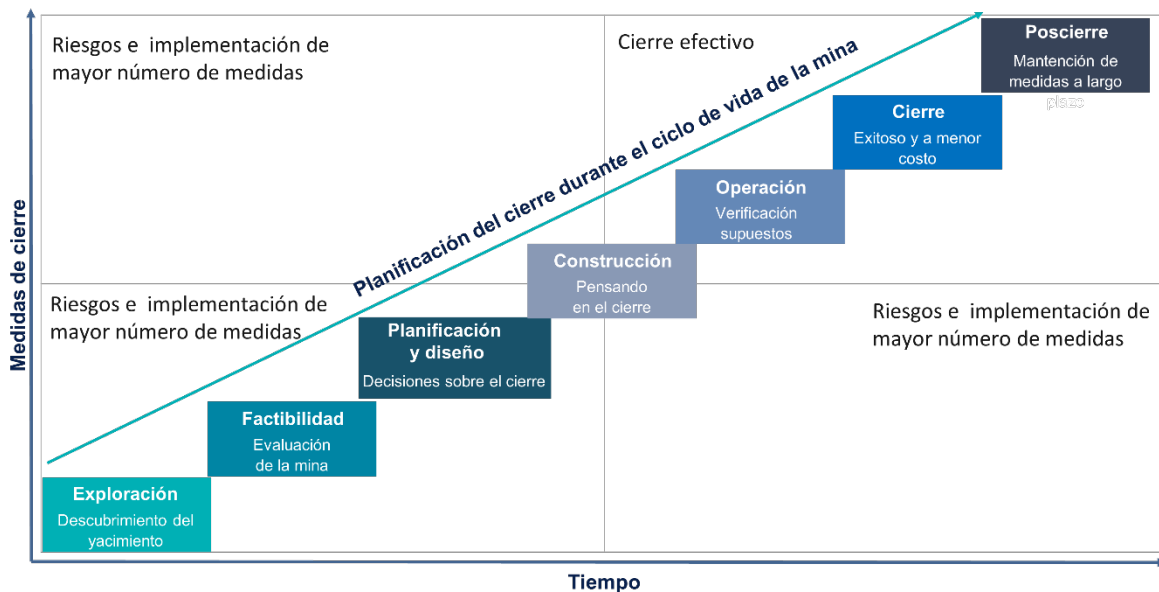 Riesgos e implementación de
mayor número de medidas
Cierre efectivo
Poscierre
Mantención de
medidas a largo
plazo
Cierre
Exitoso y a menor
costo
Operación
Verificación
supuestos
Planificación del cierre durante el ciclo de vida de la mina
Construcción
Pensando
en el cierre
Riesgos e implementación de
mayor número de medidas
Riesgos e implementación de
mayor número de medidas
Planificación
y diseño
Decisiones sobre el cierre
Factibilidad
Evaluación
de la mina
Exploración
Descubrimiento del
yacimiento
Medidas de cierre
Tiempo